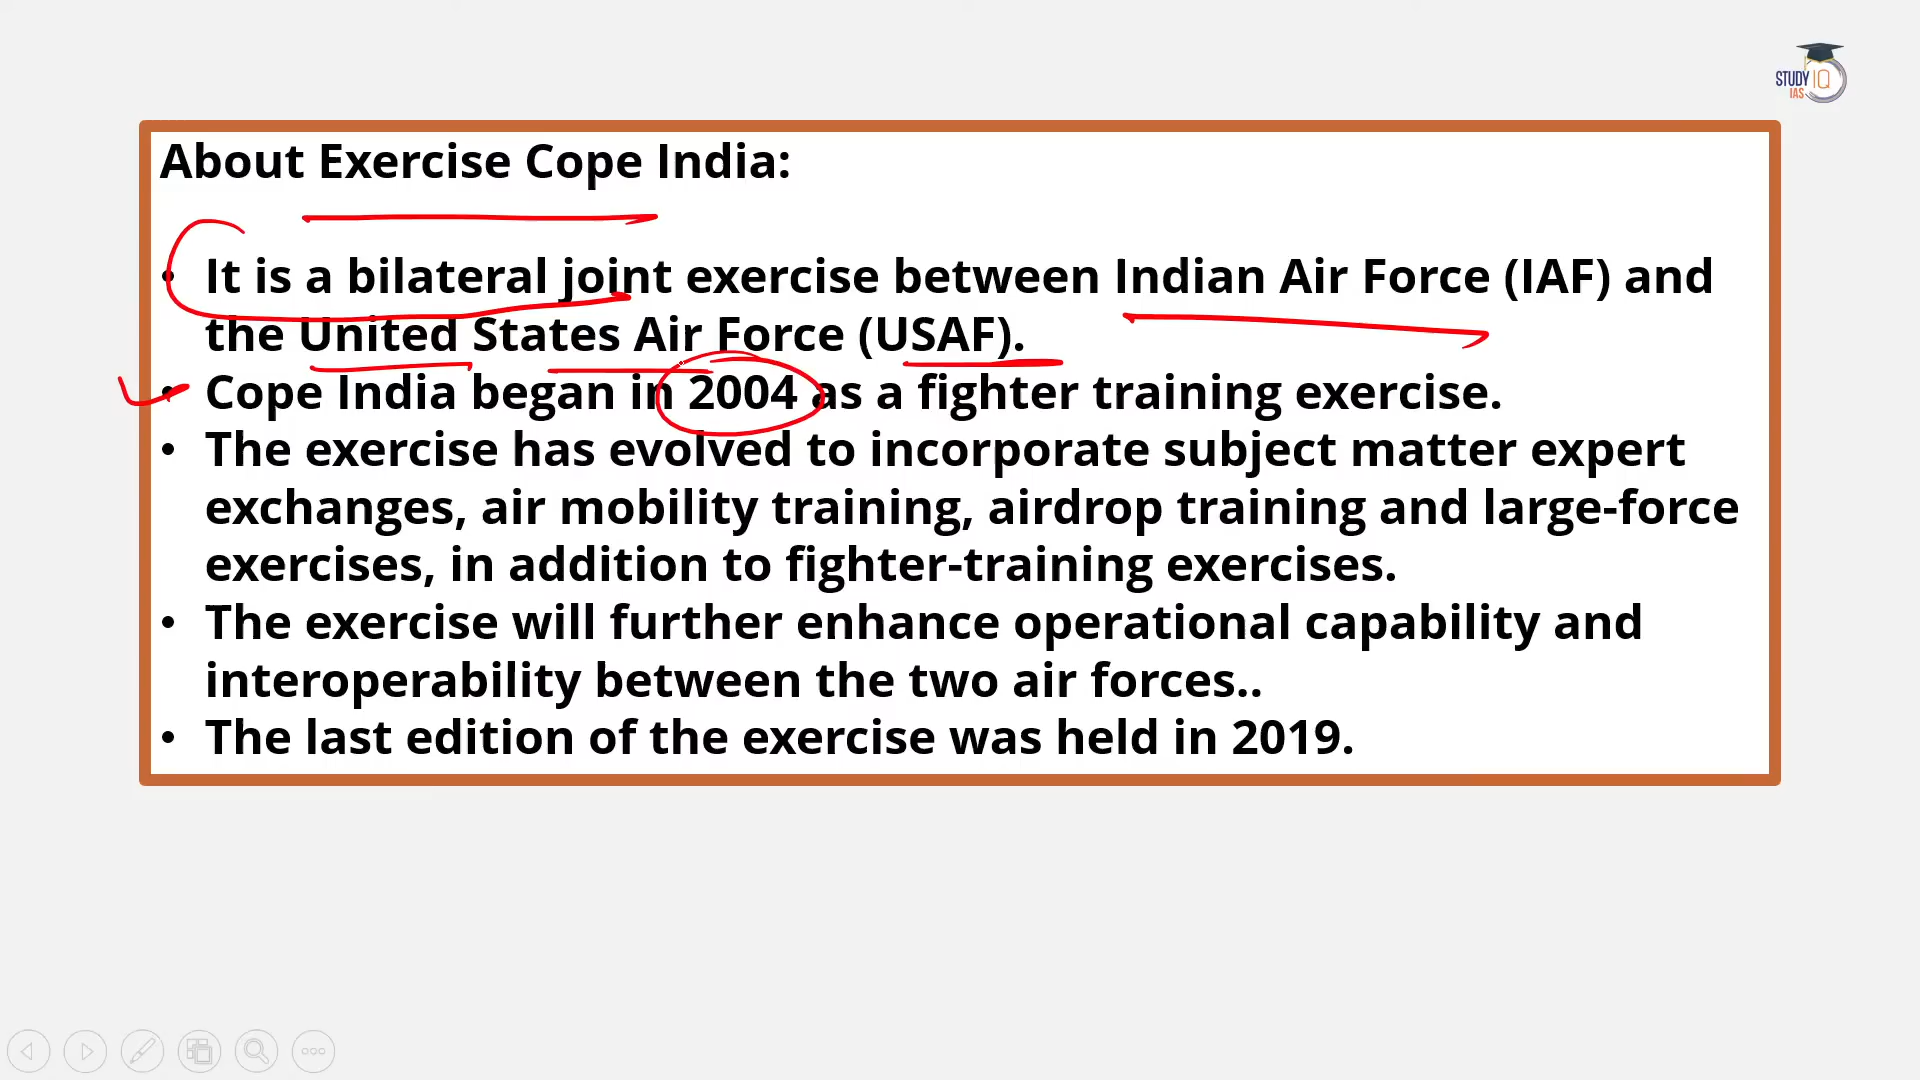 STUDY IQ
IAS
About Exercise Cope India:
• It is a bilateral joint exercise between Indian Air Force (IAF) and
the United States Air Force (USAF).
• Cope India began in 2004 as a fighter training exercise.
• The exercise has evolved to incorporate subject matter expert
exchanges, air mobility training, airdrop training and large-force
exercises, in addition to fighter-training exercises.
• The exercise will further enhance operational capability and
interoperability between the two air forces..
• The last edition of the exercise was held in 2019.